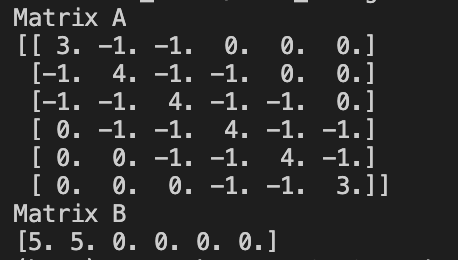 Matrix A
[[ 3. -1. -1.  0.  0.  0.]
 [-1.  4. -1. -1.  0.  0.]
 [-1. -1.  4. -1. -1.  0.]
 [ 0. -1. -1.  4. -1. -1.]
 [ 0.  0. -1. -1.  4. -1.]
 [ 0.  0.  0. -1. -1.  3.]]
Matrix B
[5. 5. 0. 0. 0. 0.]